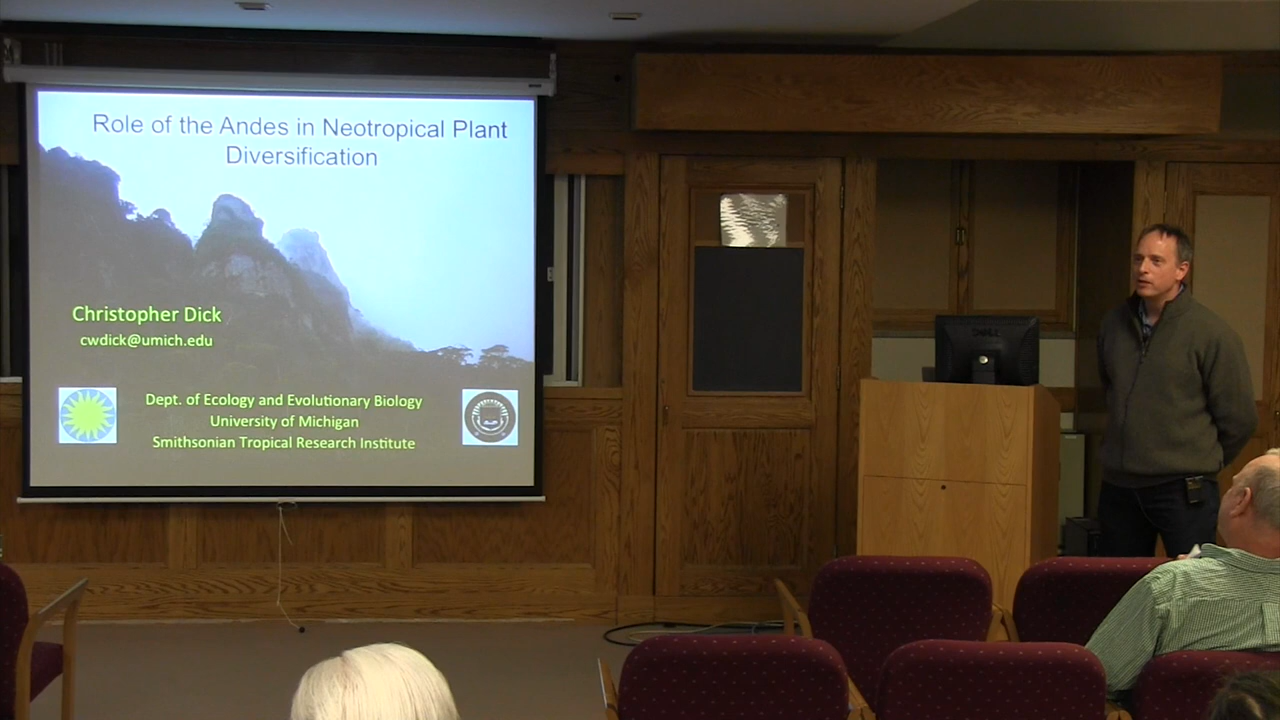 Role of the Andes in Neotropical Plant
Diversification
Christopher Dick
cwdick@umich.edu
Dept. of Ecology and Evolutionary Biology
University of Michigan
Smithsonian Tropical Research Institute
DELL